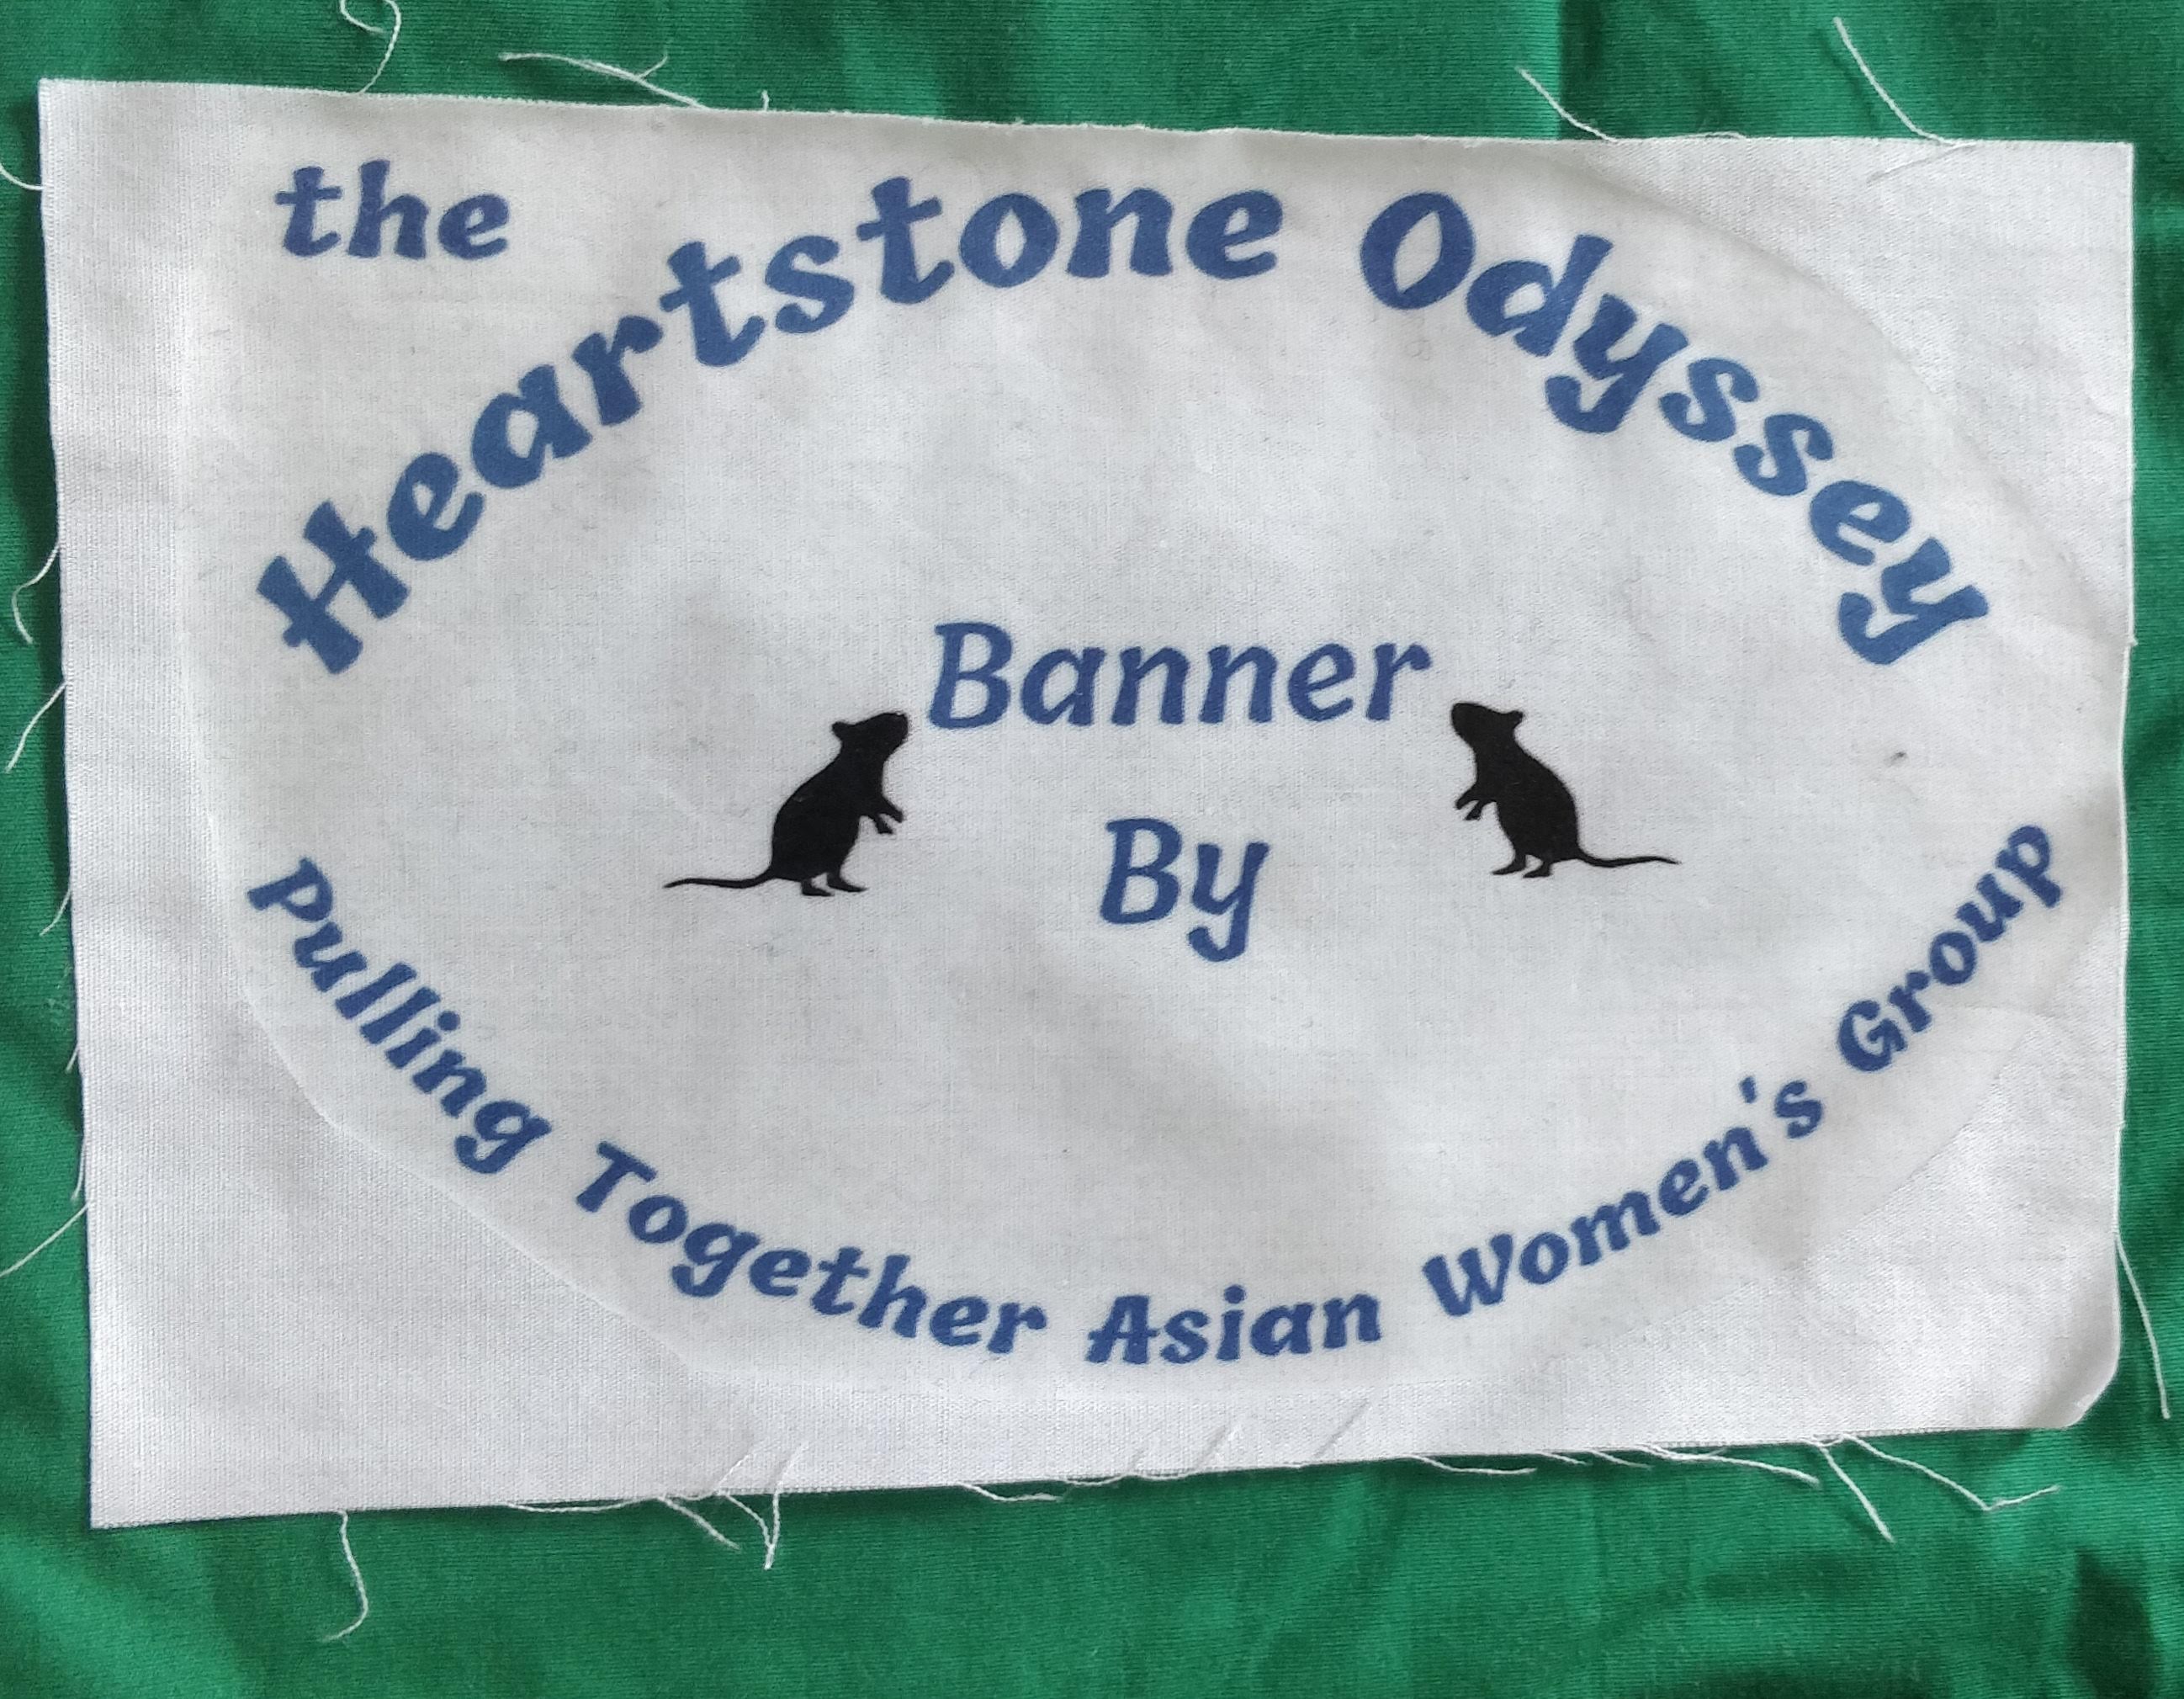 the
Heartstone Odyssey
Banner
By
Pulling Together Asian Women's Group